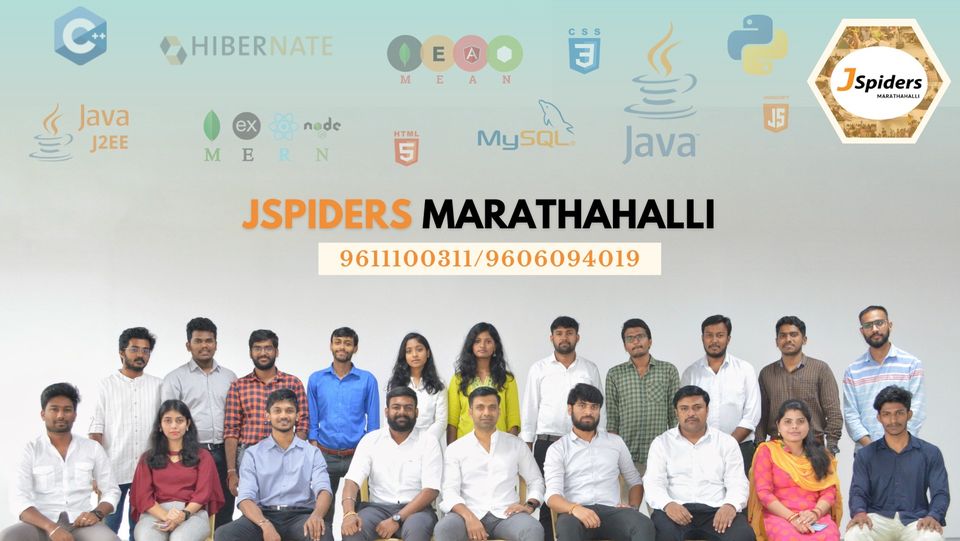 C++
HIBERNATE
M E A N
CSS
3
Java
J2EE
ex
node
M E R N
HTML
5
MySQL
Java
JS
JSpiders
MARATHAHALLI
JSPIDERS MARATHAHALLI
9611100311/9606094019